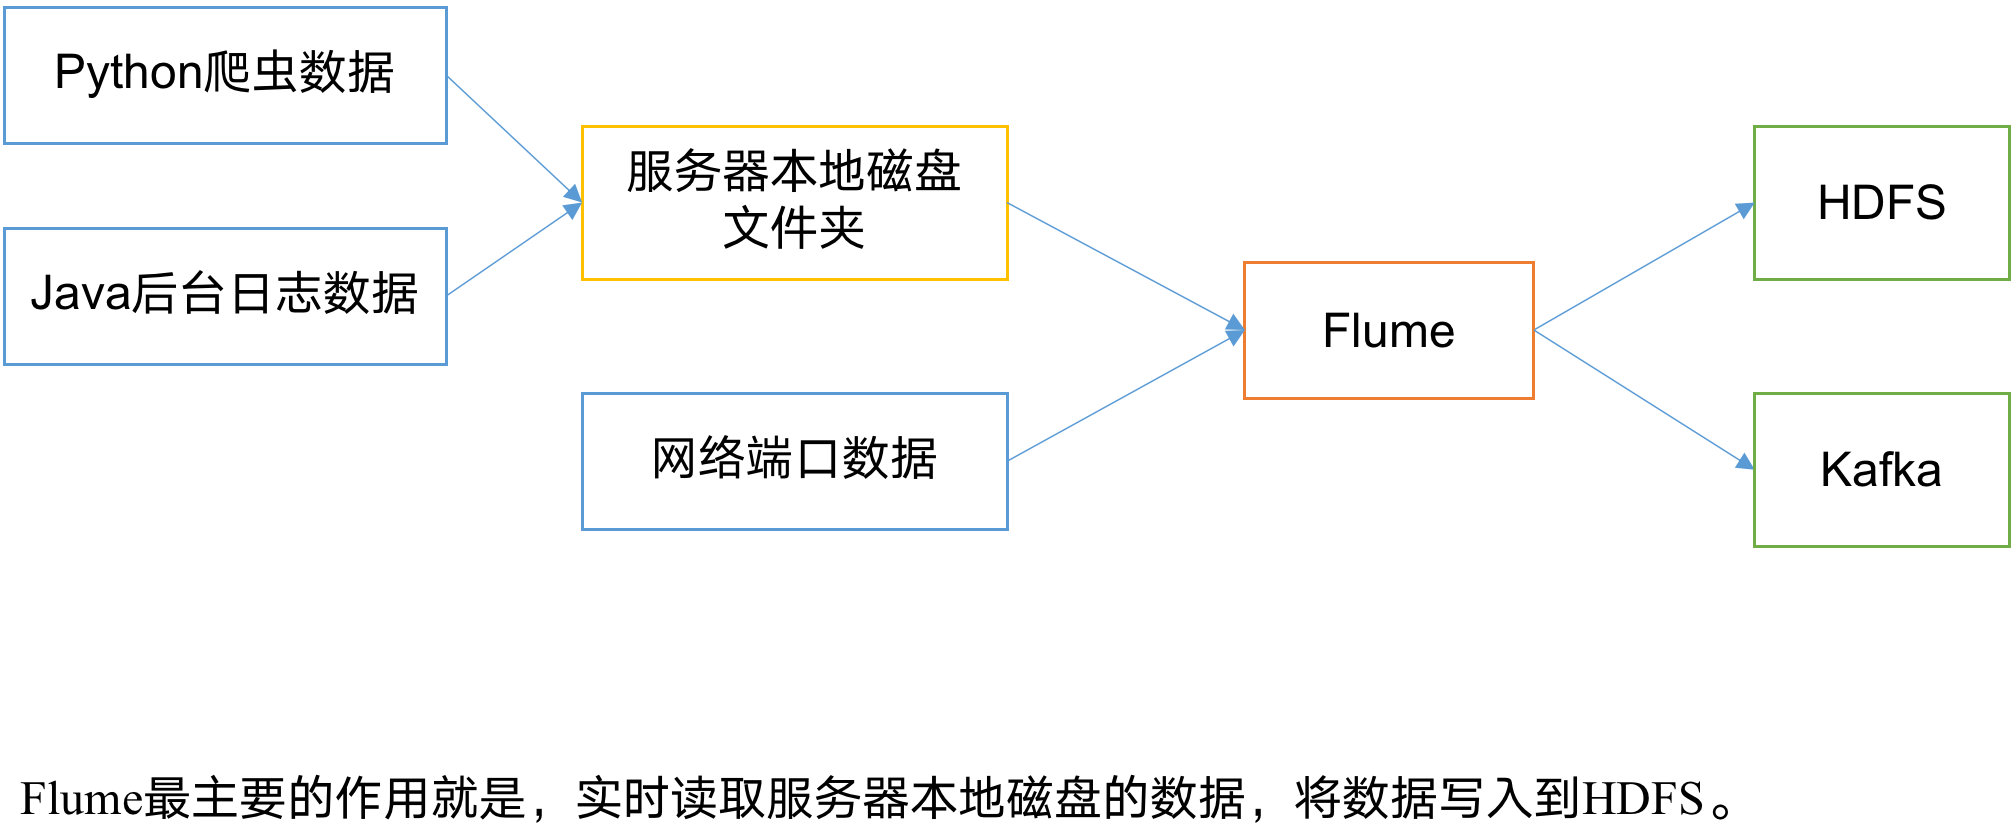 Python爬虫数据
Java后台日志数据
服务器本地磁盘
文件夹
网络端口数据
Flume
HDFS
Kafka
Flume最主要的作用就是，实时读取服务器本地磁盘的数据，将数据写入到HDFS。